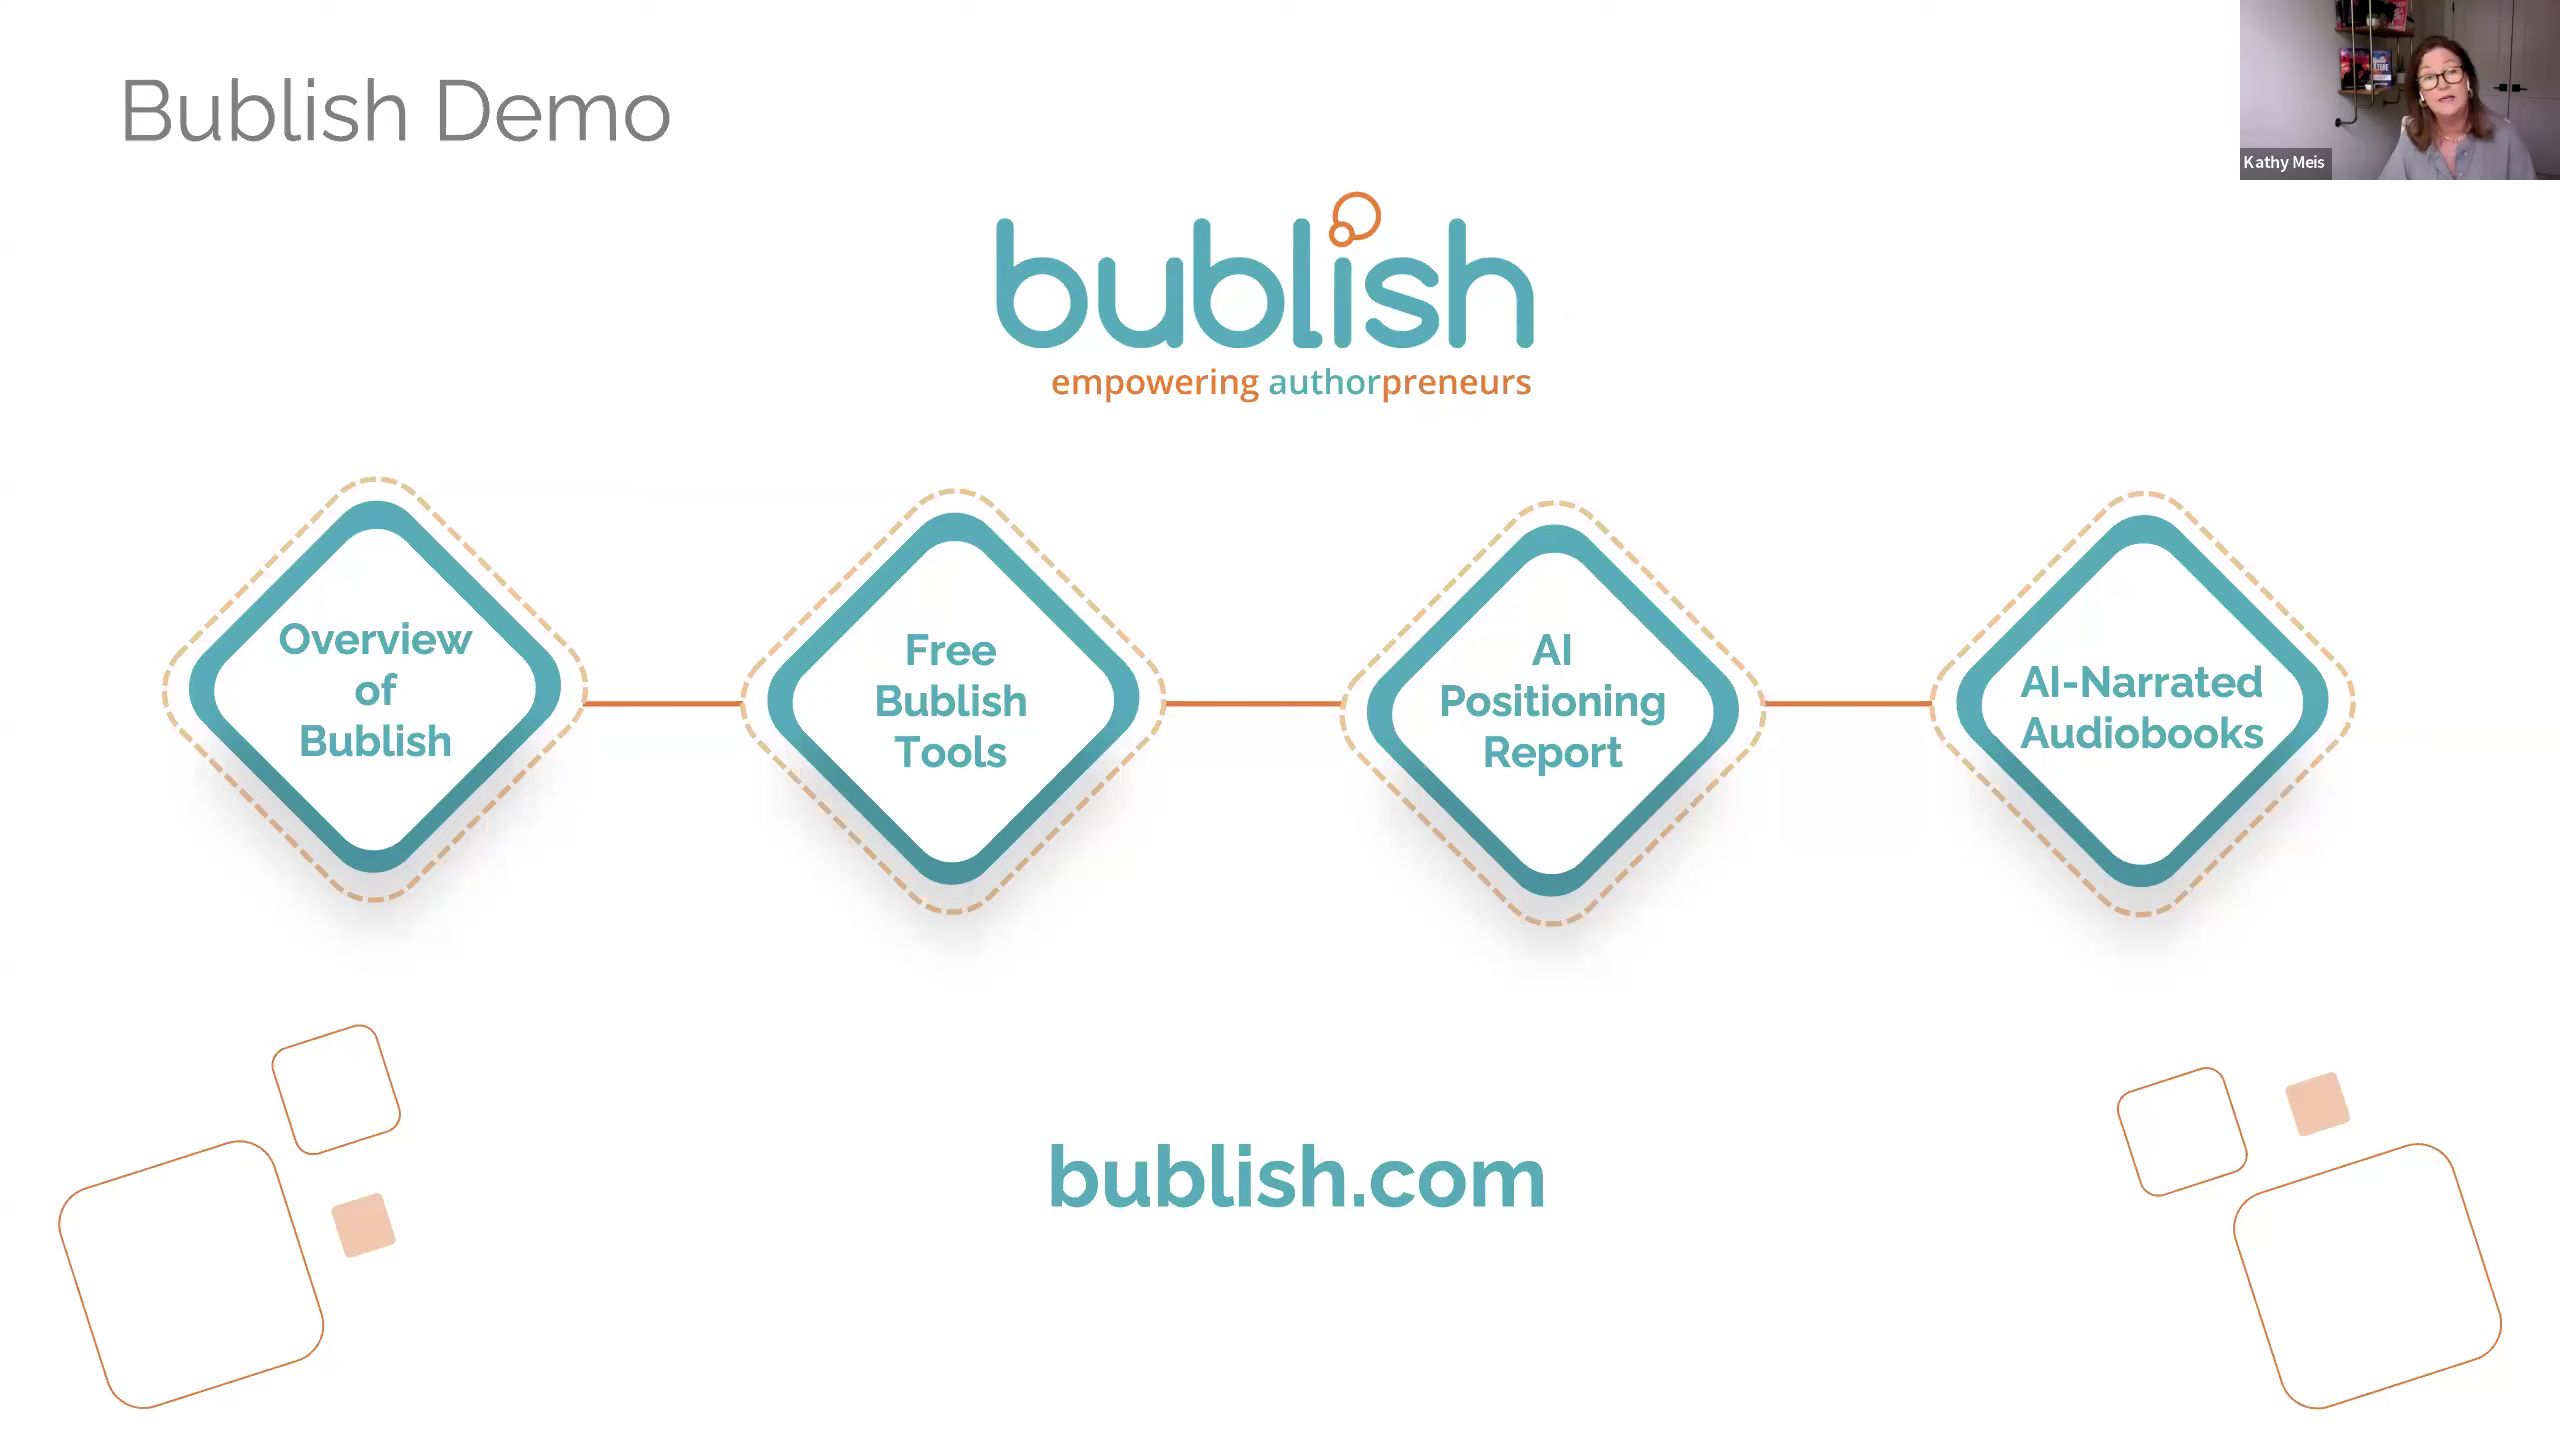 Bublish Demo
Kathy Meis
bublish
empowering authorpreneurs
Overview
of
Bublish
Free
Bublish
Tools
AI
Positioning
Report
AI-Narrated
Audiobooks
bublish.com